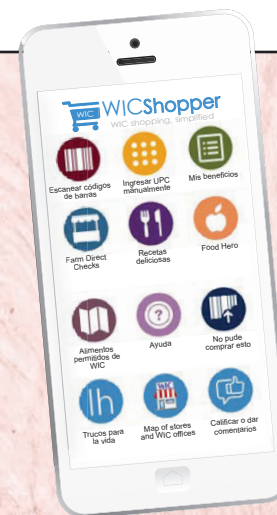 WIC
WICShopper
WIC shopping, simplified
Escanear códigos
de barras
Ingresar UPC
manualmente
Mis beneficios
Farm Direct
Checks
Recetas
deliciosas
Food Hero
Alimentos
permitidos de
WIC
Ayuda
?
No pude
comprar esto
lh
Trucos para
la vida
WIC
Map of stores
and WIC offices
Calificar o dar
comentarios